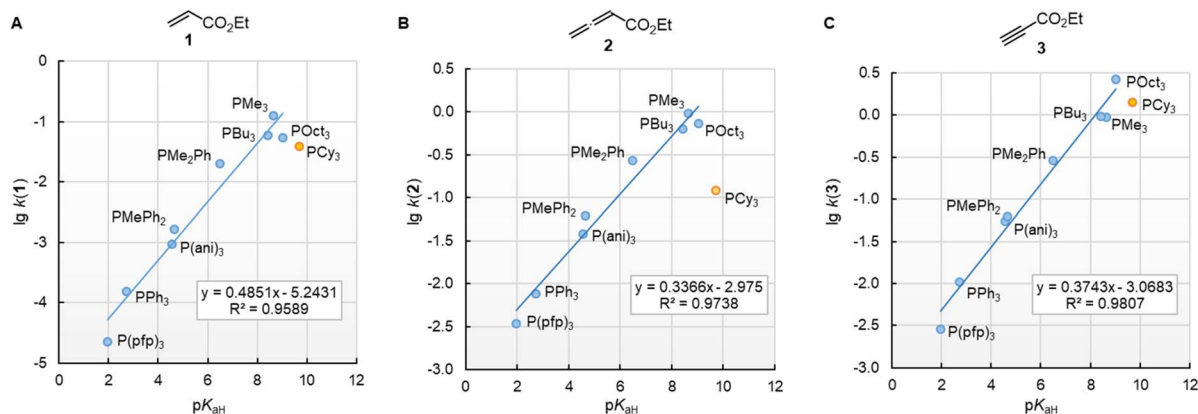 A
CO₂Et
1
lg k(1)
0
-1
-2
-3
-4
-5
0 2 4 6 8 10 12
pKaH
PMe₃
PBu₃
POct₃
PCy₃
PMe₂Ph
PMePh₂
P(ani)₃
PPh₃
P(pfp)₃
y = 0.4851x - 5.2431
R² = 0.9589
B
CO₂Et
2
lg k(2)
0.5
0.0
-0.5
-1.0
-1.5
-2.0
-2.5
-3.0
0 2 4 6 8 10 12
pKaH
PMe₃
PBu₃
POct₃
PMe₂Ph
PCy₃
PMePh₂
P(ani)₃
PPh₃
P(pfp)₃
y = 0.3366x - 2.975
R² = 0.9738
C
CO₂Et
3
lg k(3)
0.5
0.0
-0.5
-1.0
-1.5
-2.0
-2.5
-3.0
0 2 4 6 8 10 12
pKaH
POct₃
PCy₃
PBu₃
PMe₃
PMe₂Ph
PMePh₂
P(ani)₃
PPh₃
P(pfp)₃
y = 0.3743x - 3.0683
R² = 0.9807